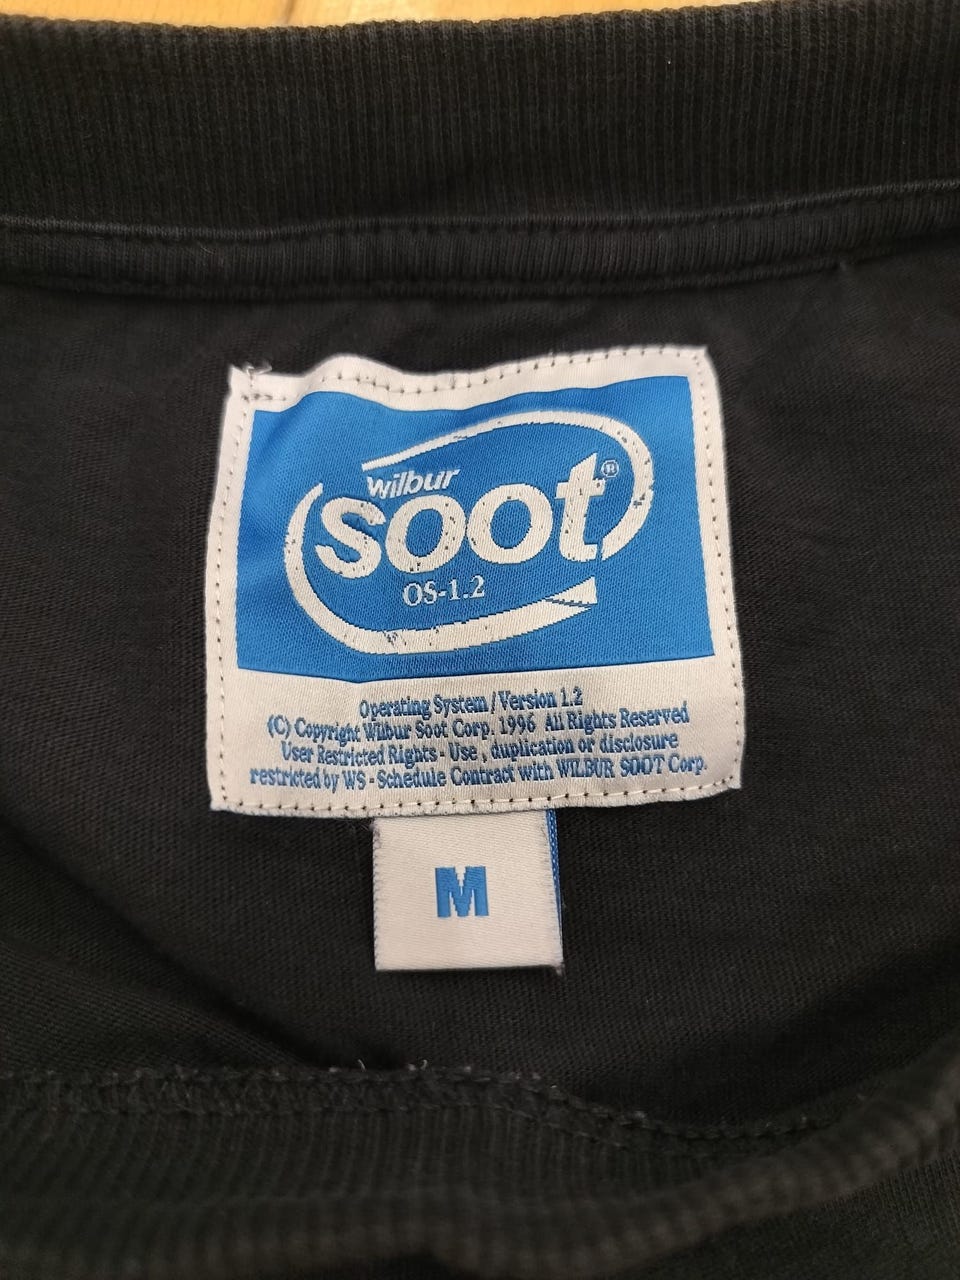 wilbur
soot®
OS-1.2
Operating System / Version 1.2
(C) Copyright Wilbur Soot Corp. 1996 All Rights Reserved
User Restricted Rights - Use , duplication or disclosure
restricted by WS - Schedule Contract with WILBUR SOOT Corp.
M